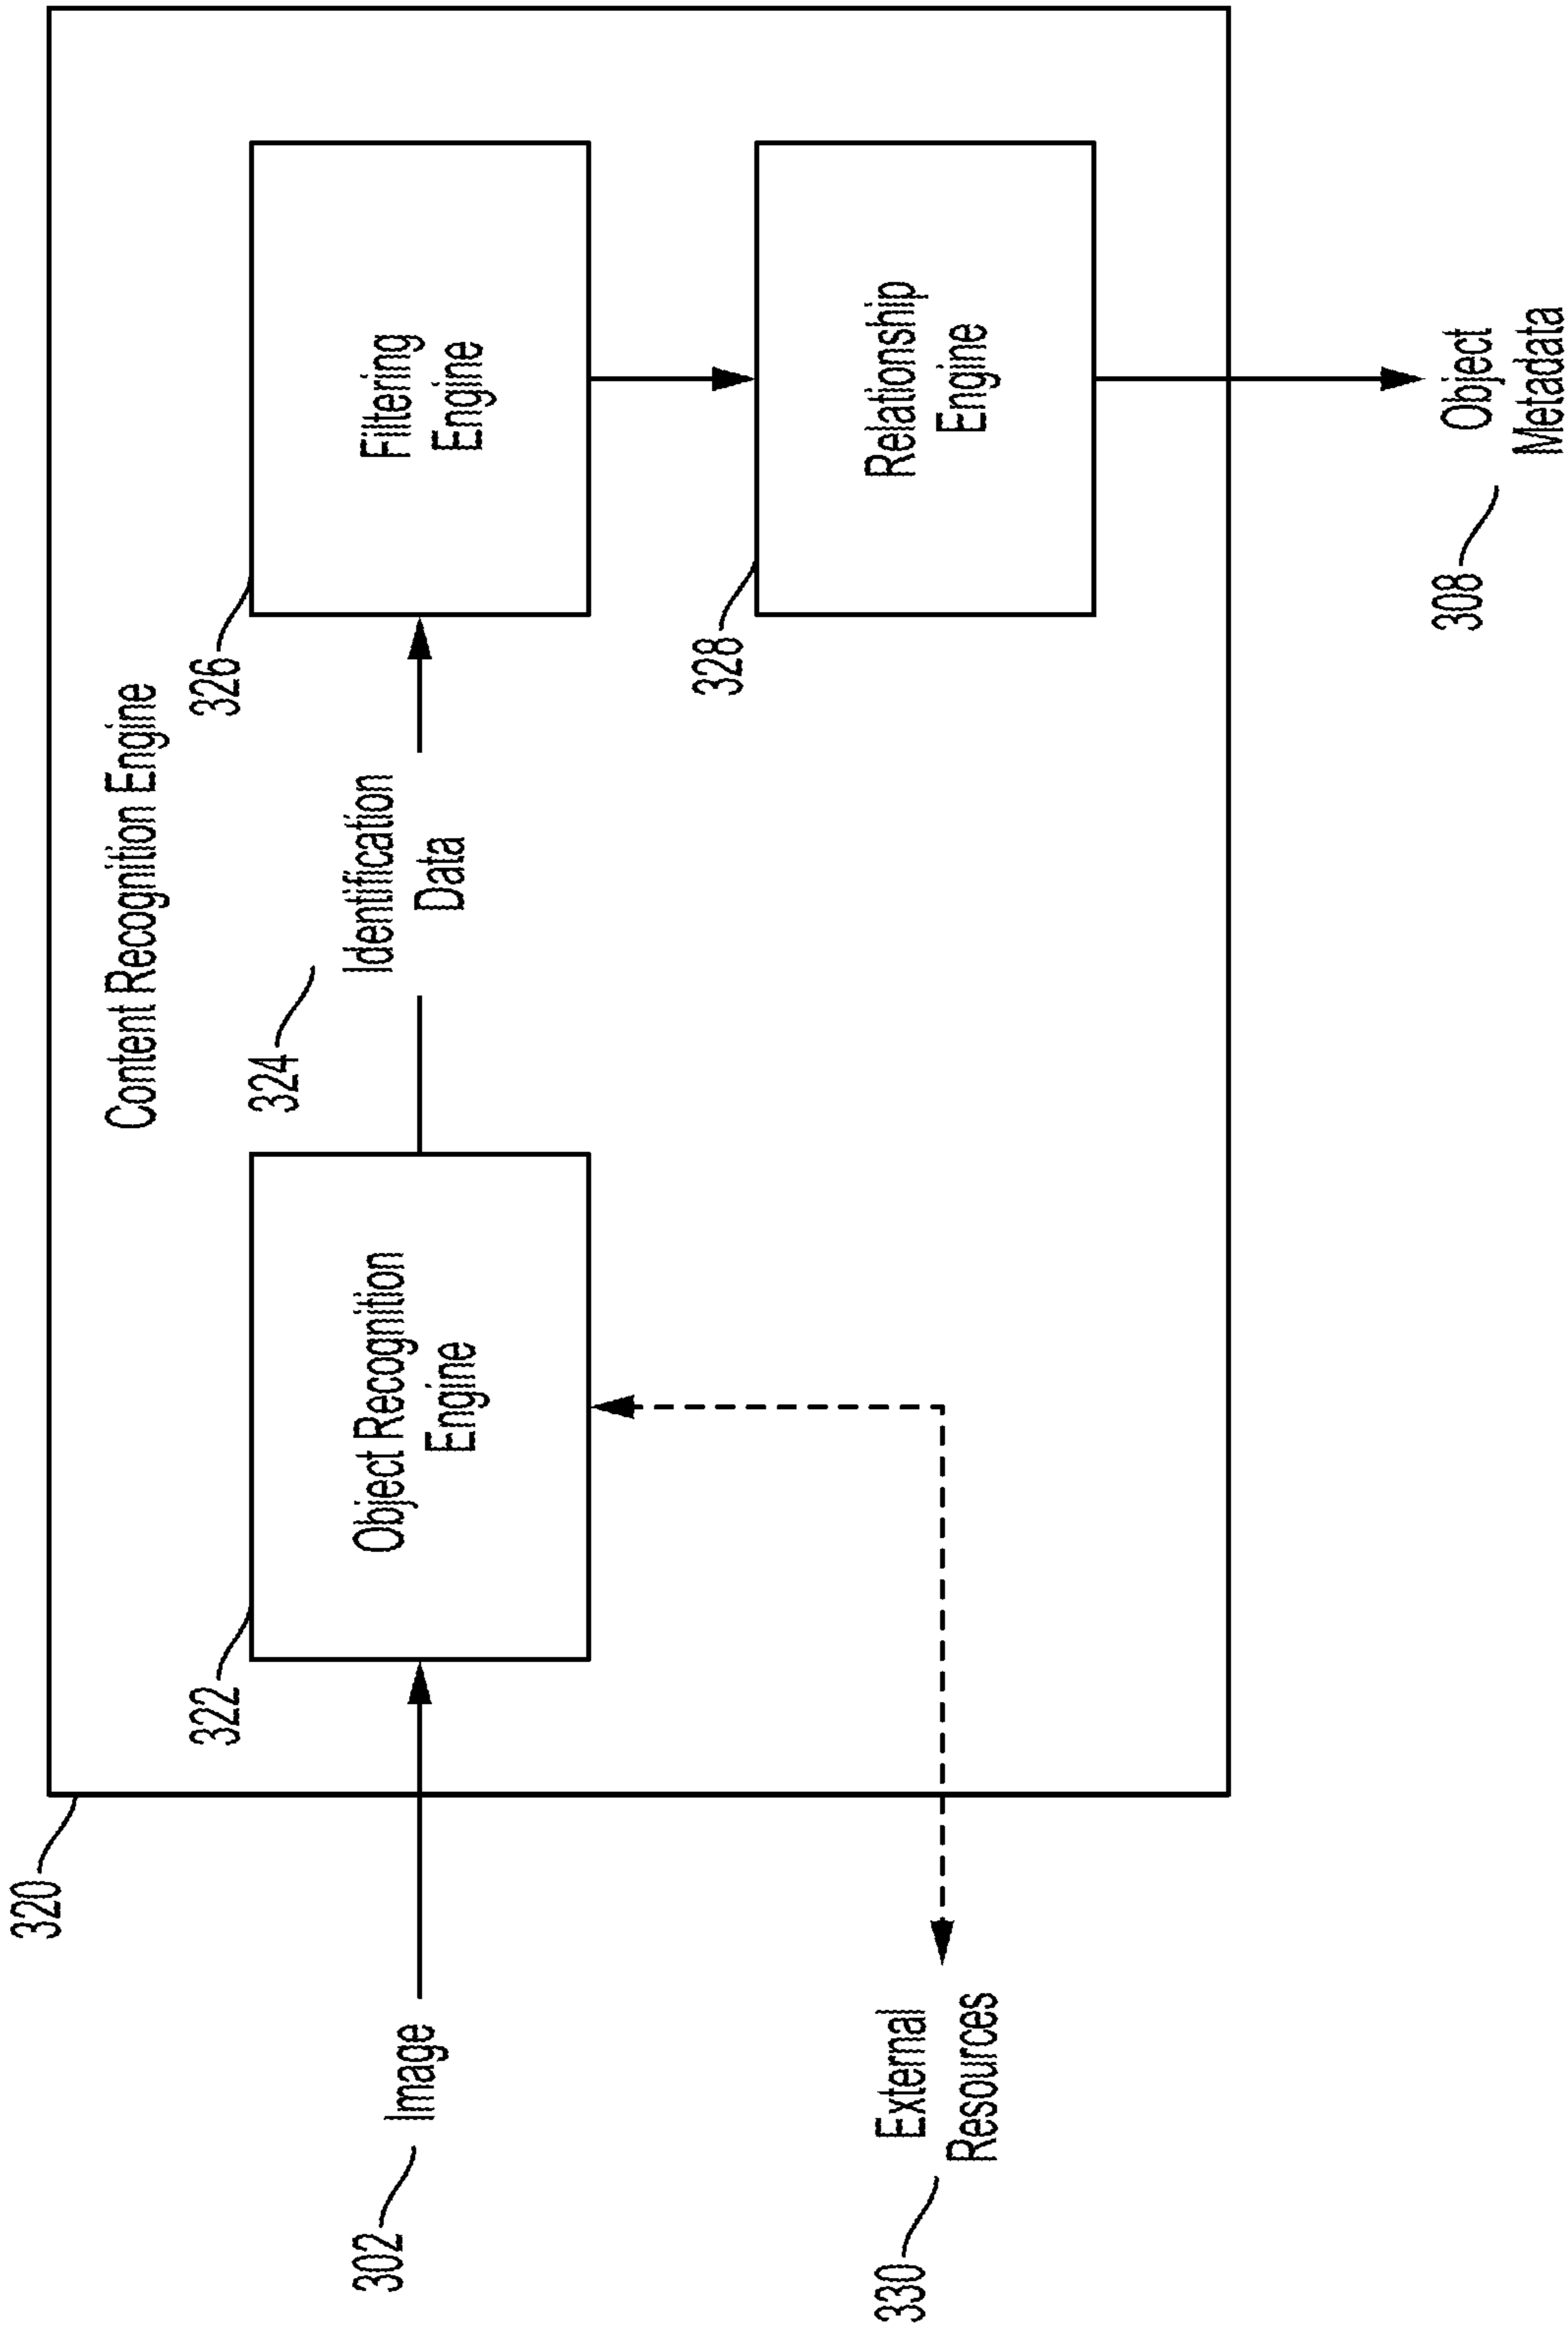 320
Content Recognition Engine
322
Object Recognition
Engine
324
Identification
Data
326
Filtering
Engine
328
Relationship
Engine
302
Image
330
External
Resources
308
Object
Metadata